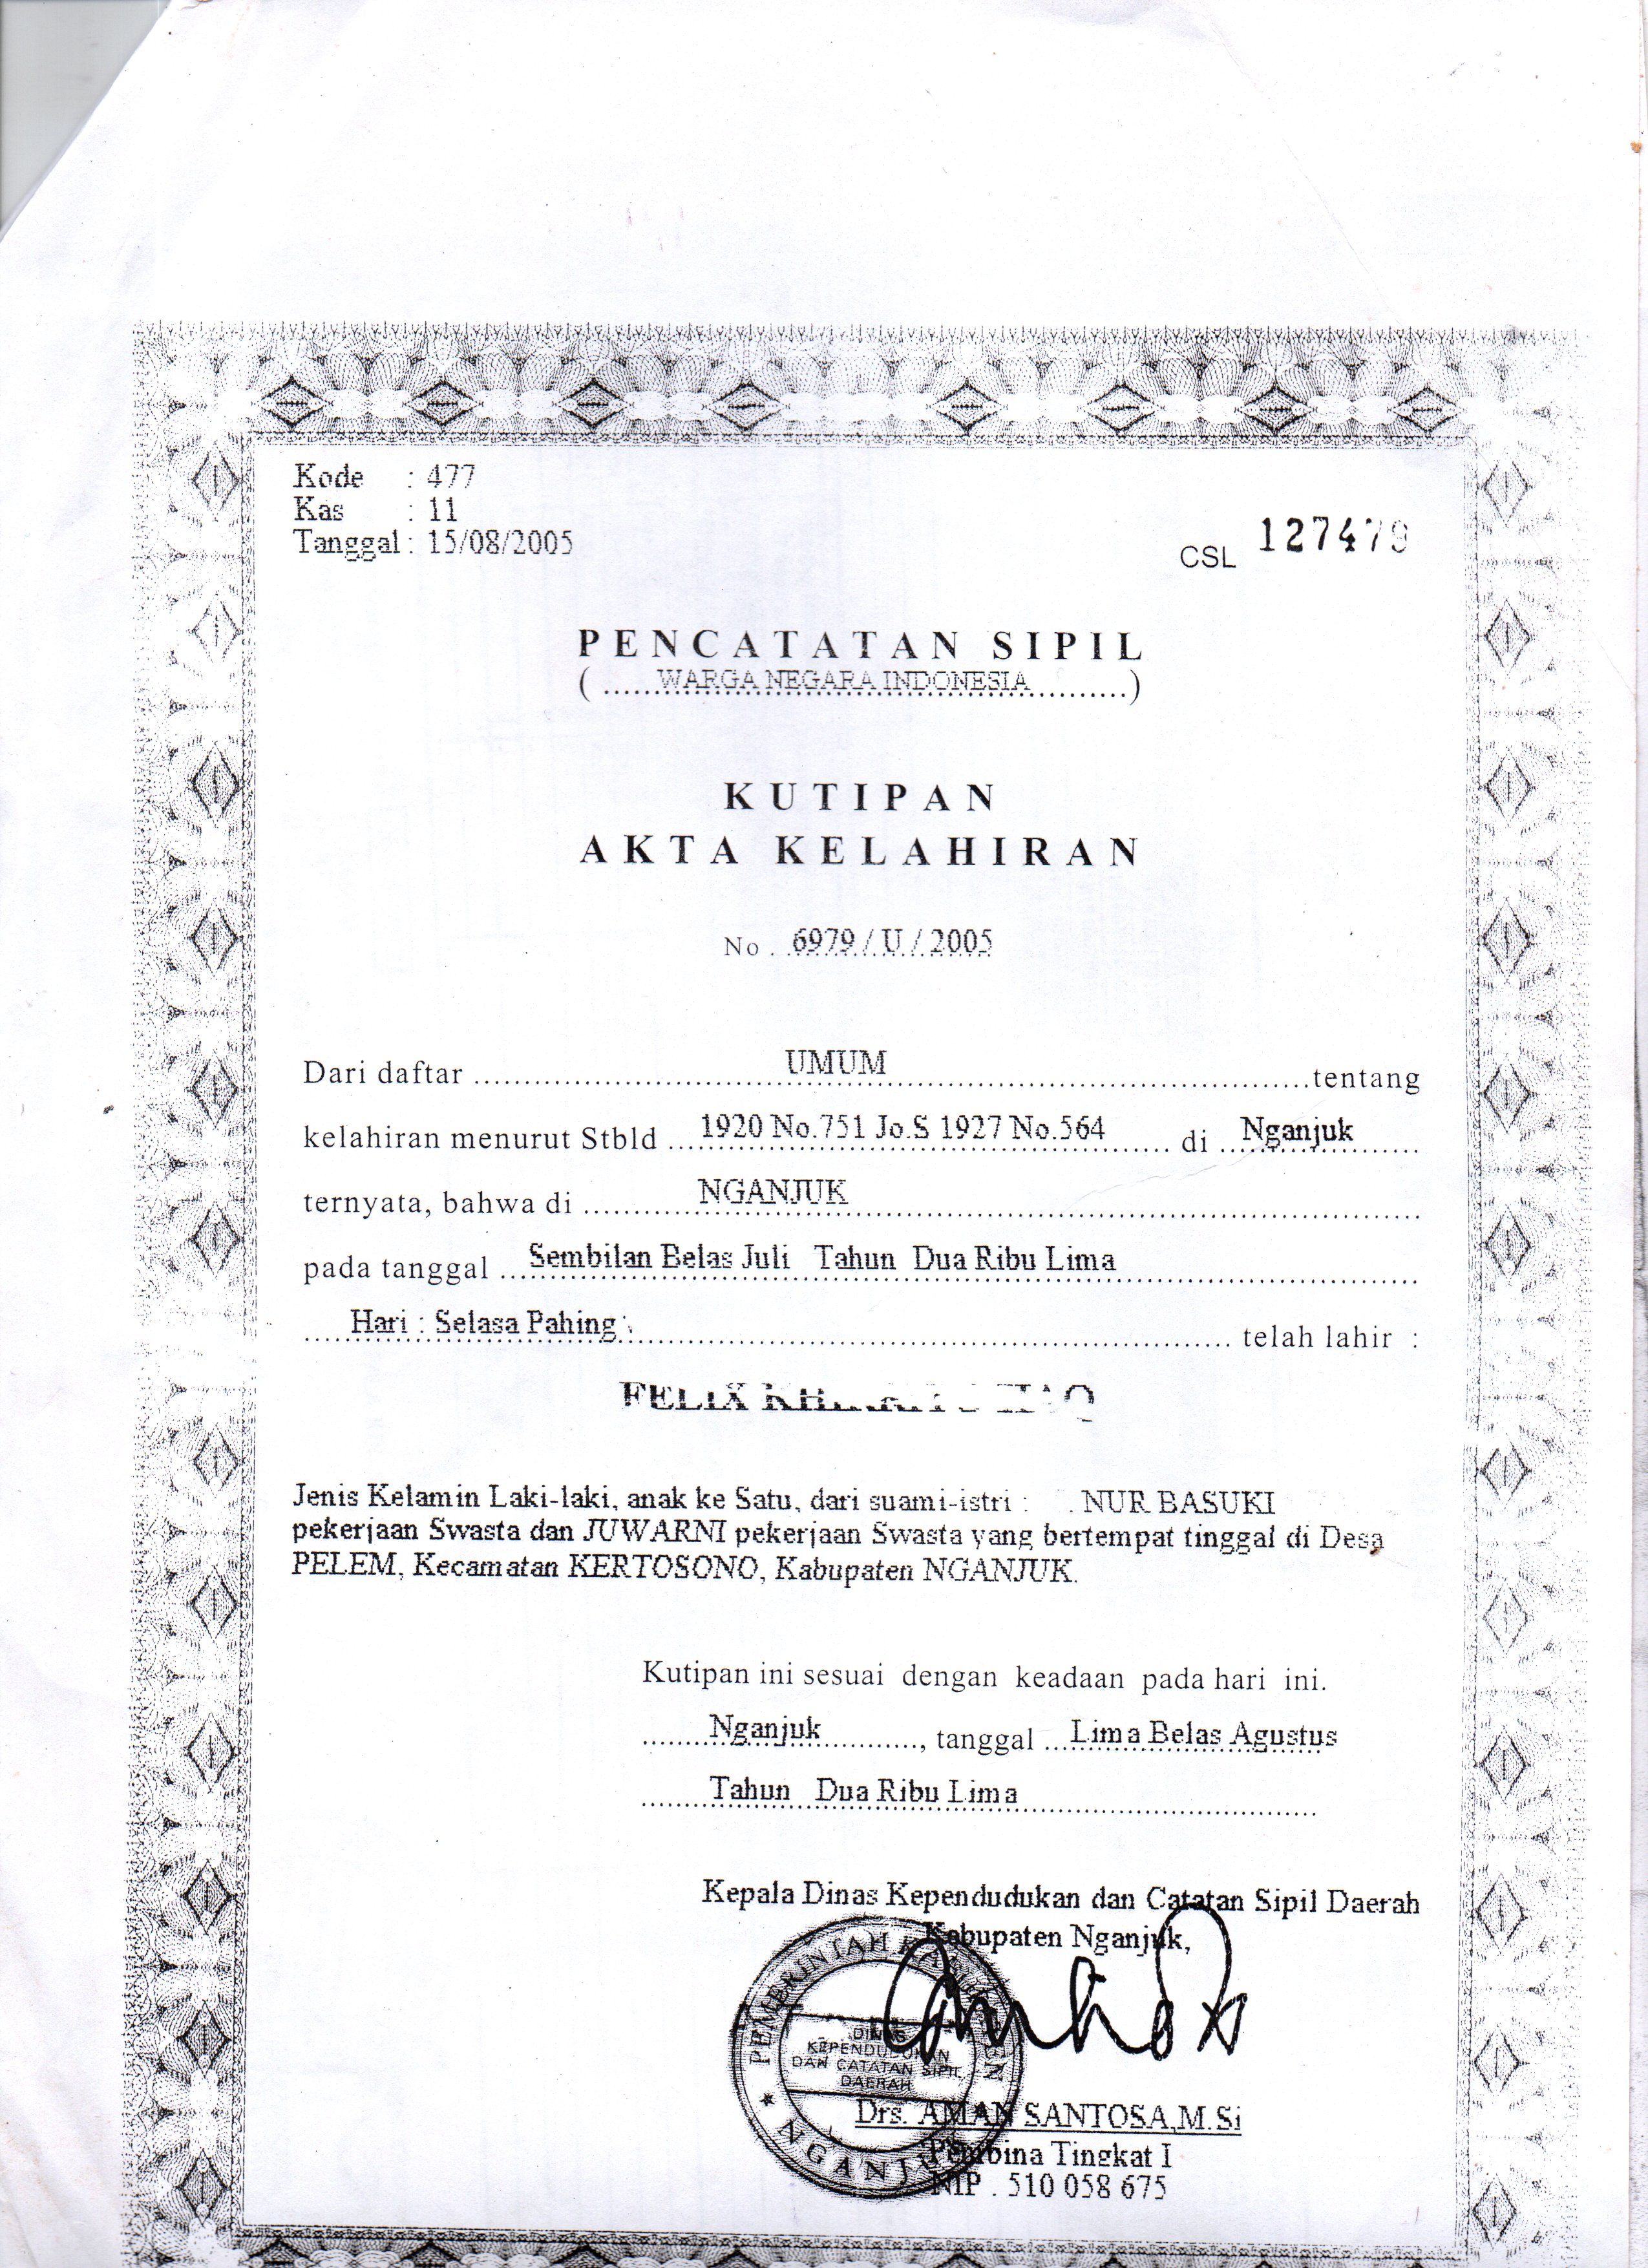 Kode : 477
Kas : 11
Tanggal : 15/08/2005
CSL 127479
PENCATATAN SIPIL
( WARGA NEGARA INDONESIA )
KUTIPAN
AKTA KELAHIRAN
No . 6979 / U / 2005
Dari daftar UMUM tentang
kelahiran menurut Stbld 1920 No.751 Jo.S 1927 No.564 di Nganjuk
ternyata, bahwa di NGANJUK
pada tanggal Sembilan Belas Juli Tahun Dua Ribu Lima
Hari : Selasa Pahing telah lahir :
FELIX
Jenis Kelamin Laki-laki, anak ke Satu, dari suami-istri : NUR BASUKI
pekerjaan Swasta dan JUWARNI pekerjaan Swasta yang bertempat tinggal di Desa
PELEM, Kecamatan KERTOSONO, Kabupaten NGANJUK.
Kutipan ini sesuai dengan keadaan pada hari ini.
Nganjuk, tanggal Lima Belas Agustus
Tahun Dua Ribu Lima
Kepala Dinas Kependudukan dan Catatan Sipil Daerah
Kabupaten Nganjuk,
PEMERINTAH KABUPATEN
DINAS
KEPENDUDUKAN
DAN CATATAN SIPIL
DAERAH
NGANJUK
Drs. AMAN SANTOSA,M.Si
Pembina Tingkat I
NIP . 510 058 675